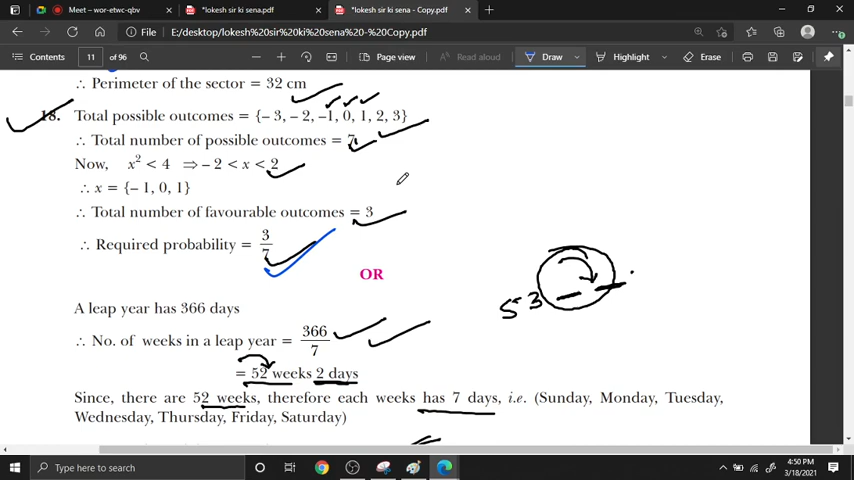 Meet – wor-etwc-qbv
*lokesh sir ki sena.pdf
*lokesh sir ki sena - Copy.pdf
File | E:/desktop/lokesh%20sir%20ki%20sena%20-%20Copy.pdf
Contents 11 of 96 Page view Read aloud Draw Highlight Erase
∴ Perimeter of the sector = 32 cm
18. Total possible outcomes = {– 3, – 2, –1, 0, 1, 2, 3}
∴ Total number of possible outcomes = 7
Now, x² < 4 ⇒ – 2 < x < 2
∴ x = {– 1, 0, 1}
∴ Total number of favourable outcomes = 3
∴ Required probability = 3/7
OR
53
A leap year has 366 days
∴ No. of weeks in a leap year = 366/7
= 52 weeks 2 days
Since, there are 52 weeks, therefore each weeks has 7 days, i.e. (Sunday, Monday, Tuesday,
Wednesday, Thursday, Friday, Saturday)
Type here to search
4:50 PM
3/18/2021